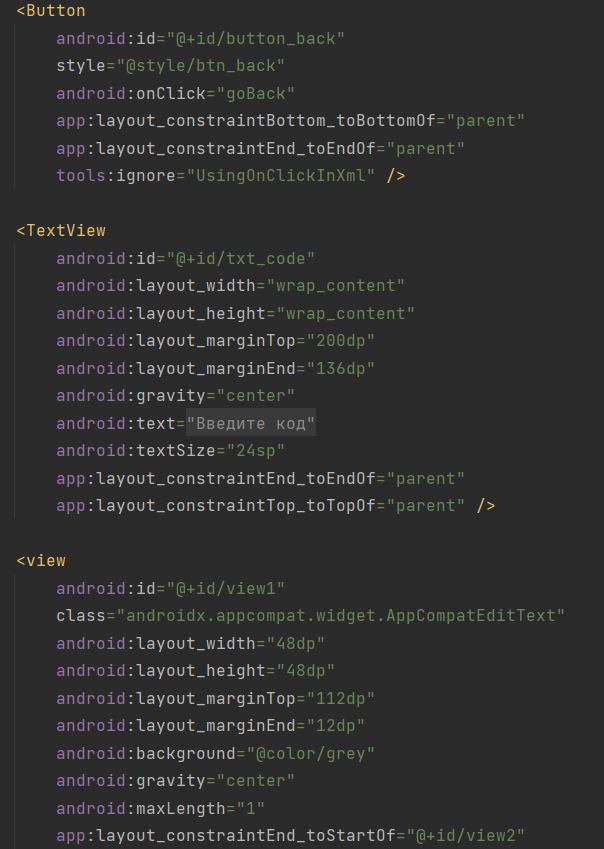 <Button
android:id="@+id/button_back"
style="@style/btn_back"
android:onClick="goBack"
app:layout_constraintBottom_toBottomOf="parent"
app:layout_constraintEnd_toEndOf="parent"
tools:ignore="UsingOnClickInXml" />
<TextView
android:id="@+id/txt_code"
android:layout_width="wrap_content"
android:layout_height="wrap_content"
android:layout_marginTop="200dp"
android:layout_marginEnd="136dp"
android:gravity="center"
android:text="Введите код"
android:textSize="24sp"
app:layout_constraintEnd_toEndOf="parent"
app:layout_constraintTop_toTopOf="parent" />
<view
android:id="@+id/view1"
class="androidx.appcompat.widget.AppCompatEditText"
android:layout_width="48dp"
android:layout_height="48dp"
android:layout_marginTop="112dp"
android:layout_marginEnd="12dp"
android:background="@color/grey"
android:gravity="center"
android:maxLength="1"
app:layout_constraintEnd_toStartOf="@+id/view2"